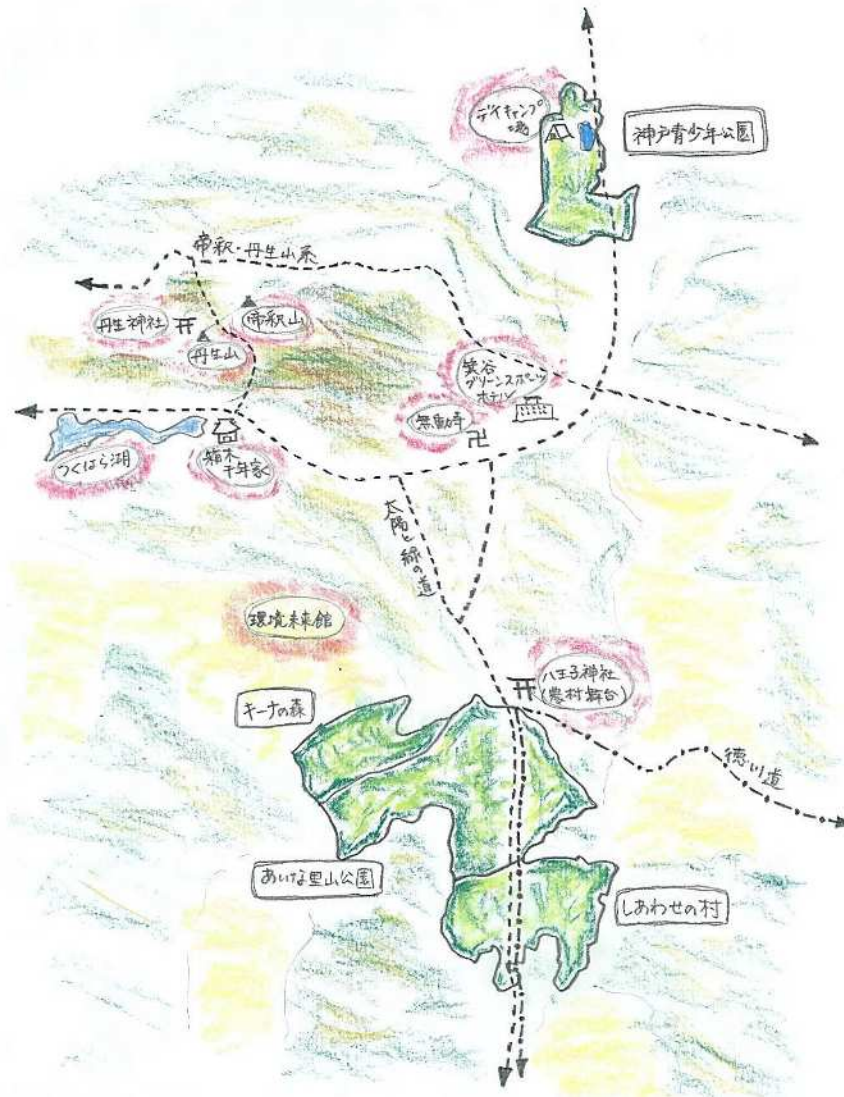 デイキャンプ
場
神戸青少年公園
帝釈・丹生山系
丹生神社
帝釈山
丹生山
箕谷
グリーンスポーツ
ホテル
無動寺
つくはら湖
箱木
千年家
太陽と緑の道
環境未来館
八王子神社
(農村舞台)
キーナの森
徳川道
あいな里山公園
しあわせの村